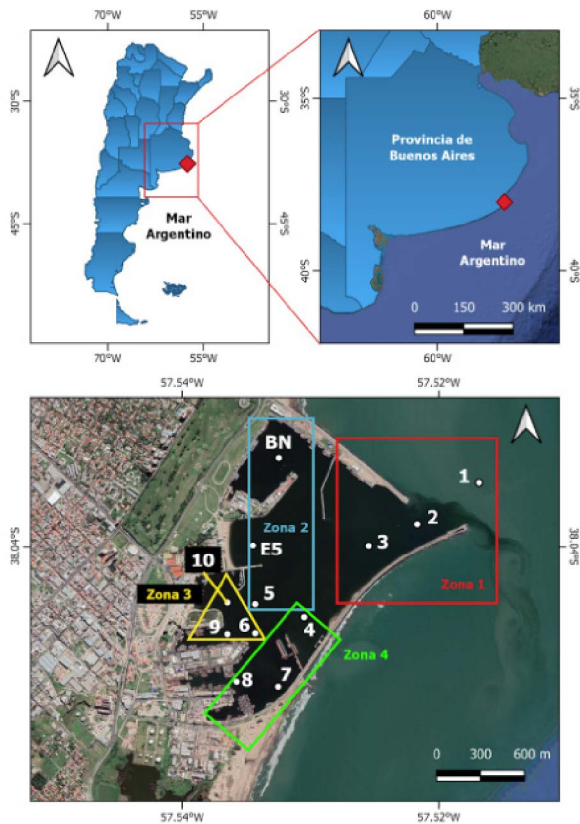 70°W 55°W
60°W
30°S
30°S
35°S
35°S
Provincia de
Buenos Aires
Mar
Argentino
Mar
Argentino
45°S
45°S
40°S
40°S
0 150 300 km
70°W 55°W
60°W
57.54°W 57.52°W
BN
1
2
Zona 2
3
38.04°S
38.04°S
E5
10
Zona 1
Zona 3
5
4
9 6
Zona 4
8 7
0 300 600 m
57.54°W 57.52°W